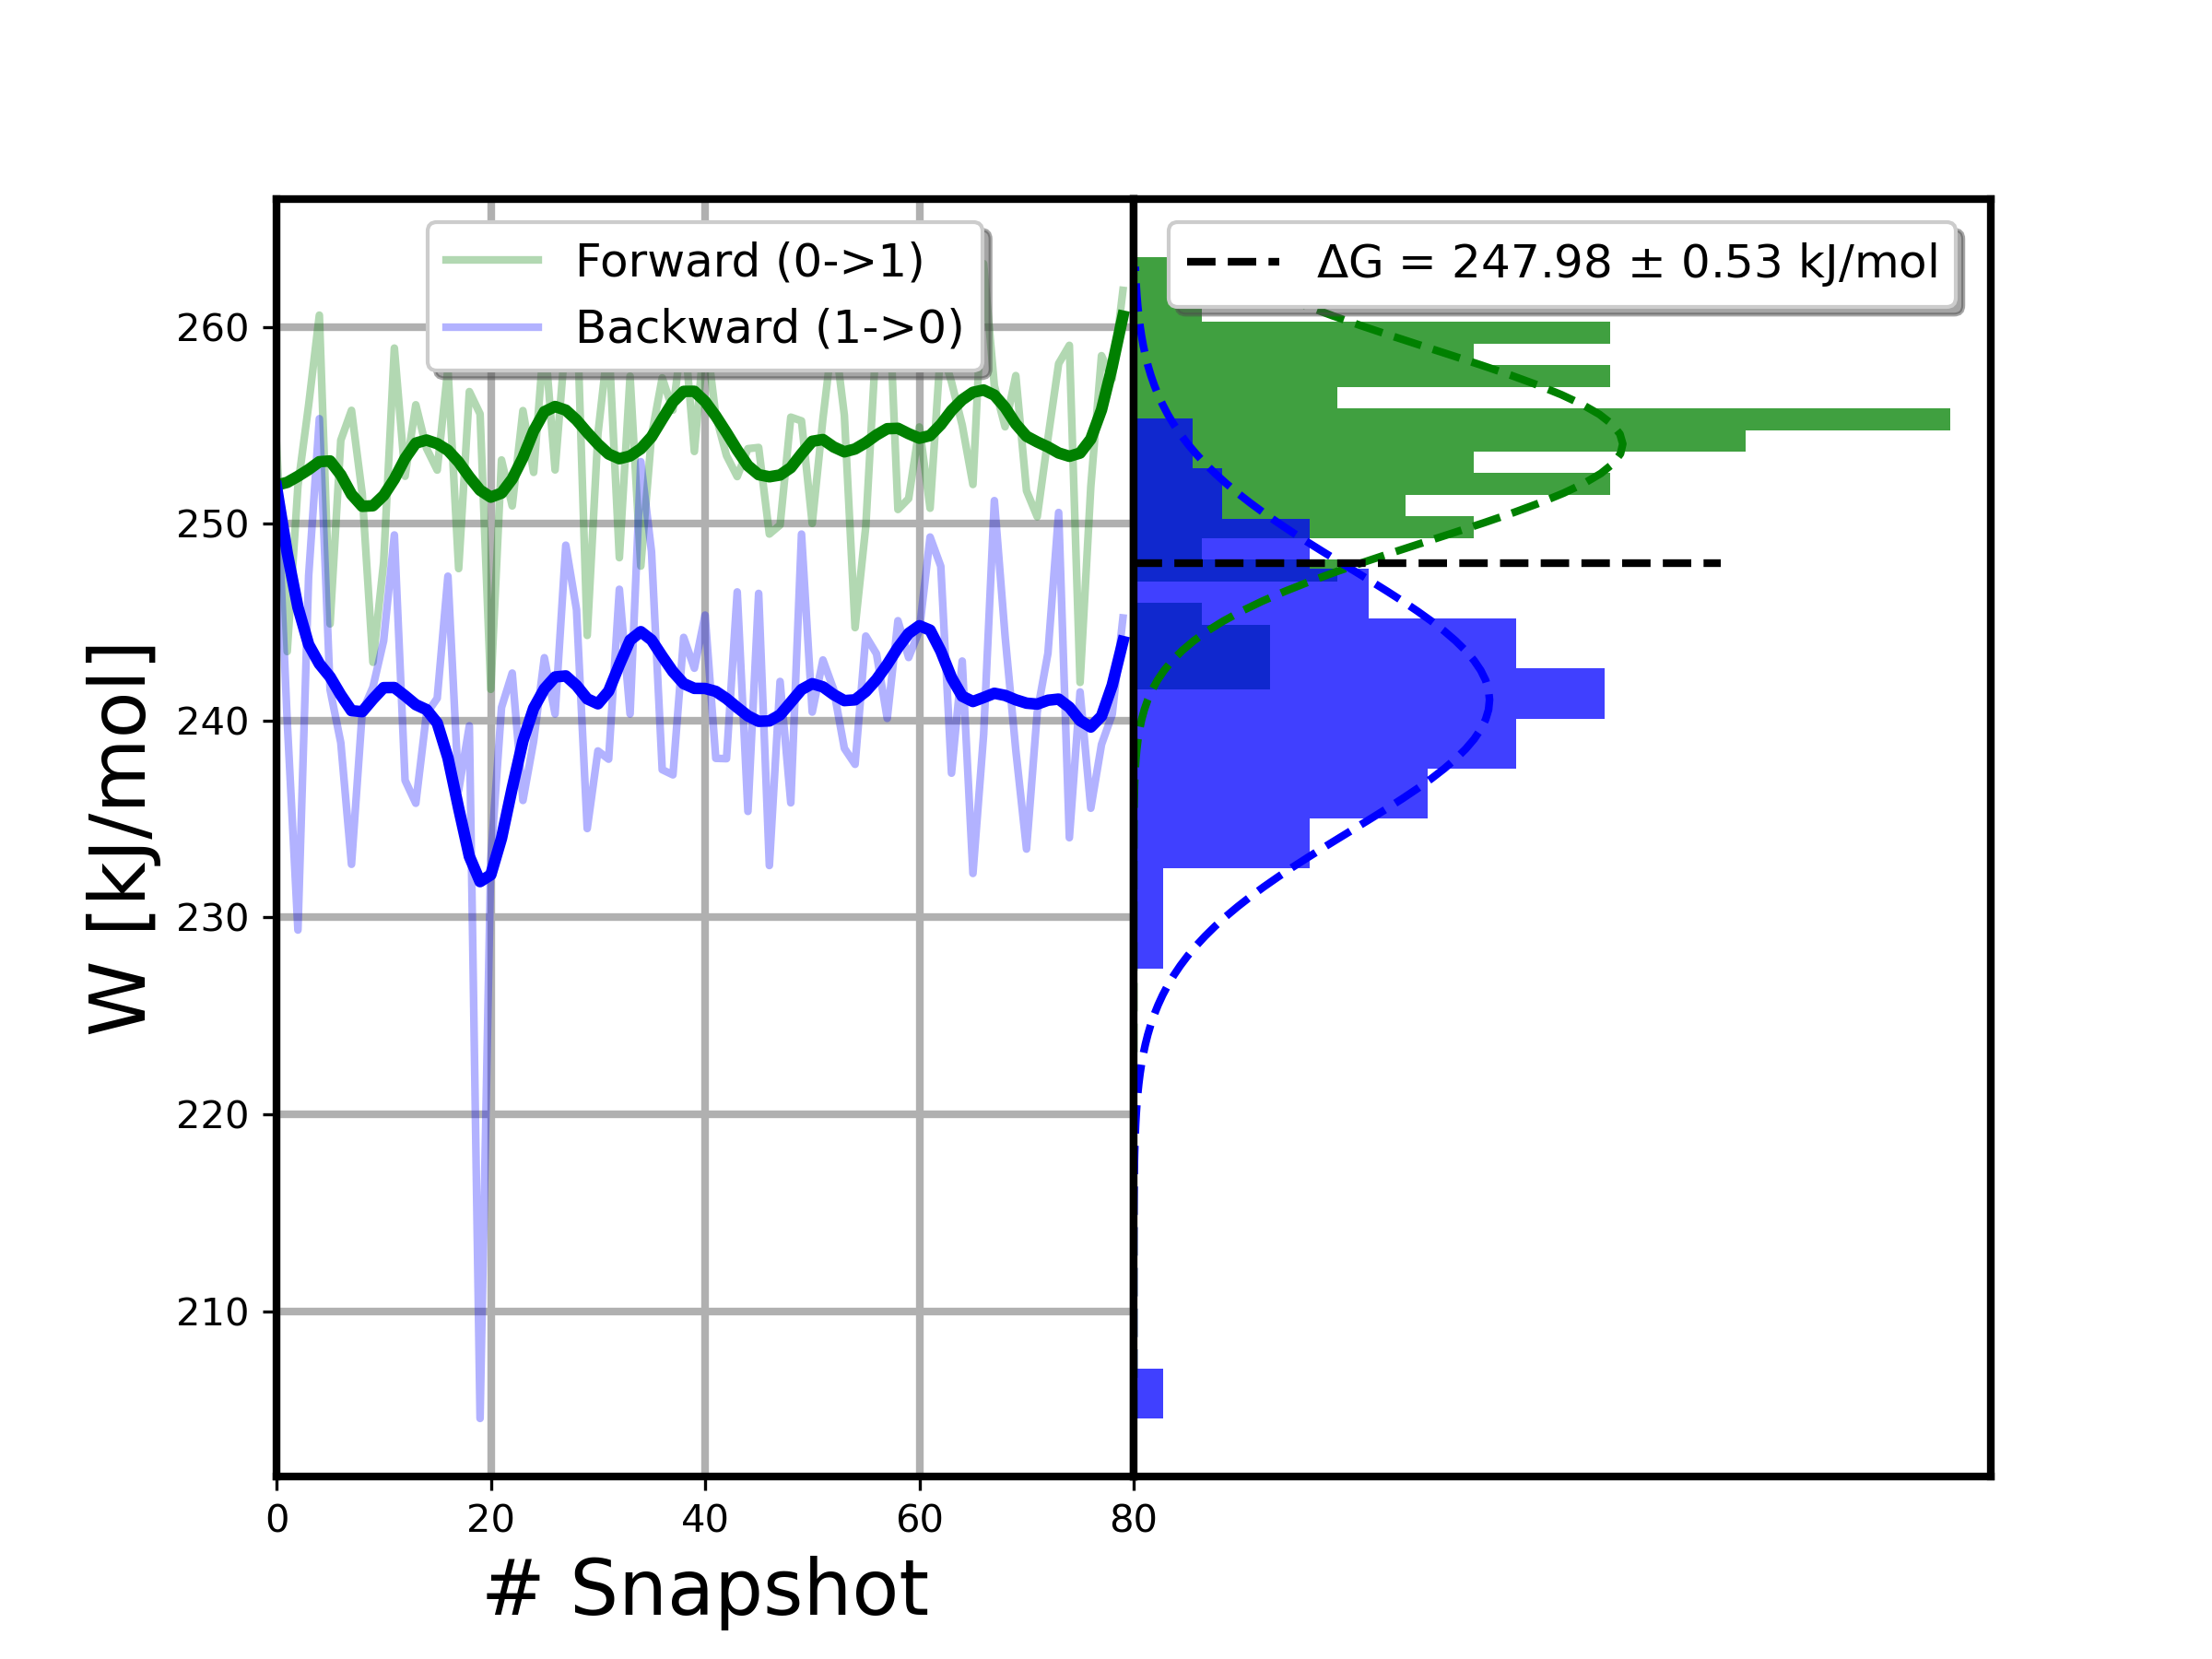 Forward (0->1)
Backward (1->0)
ΔG = 247.98 ± 0.53 kJ/mol
W [kJ/mol]
260
250
240
230
220
210
0 20 40 60 80
# Snapshot